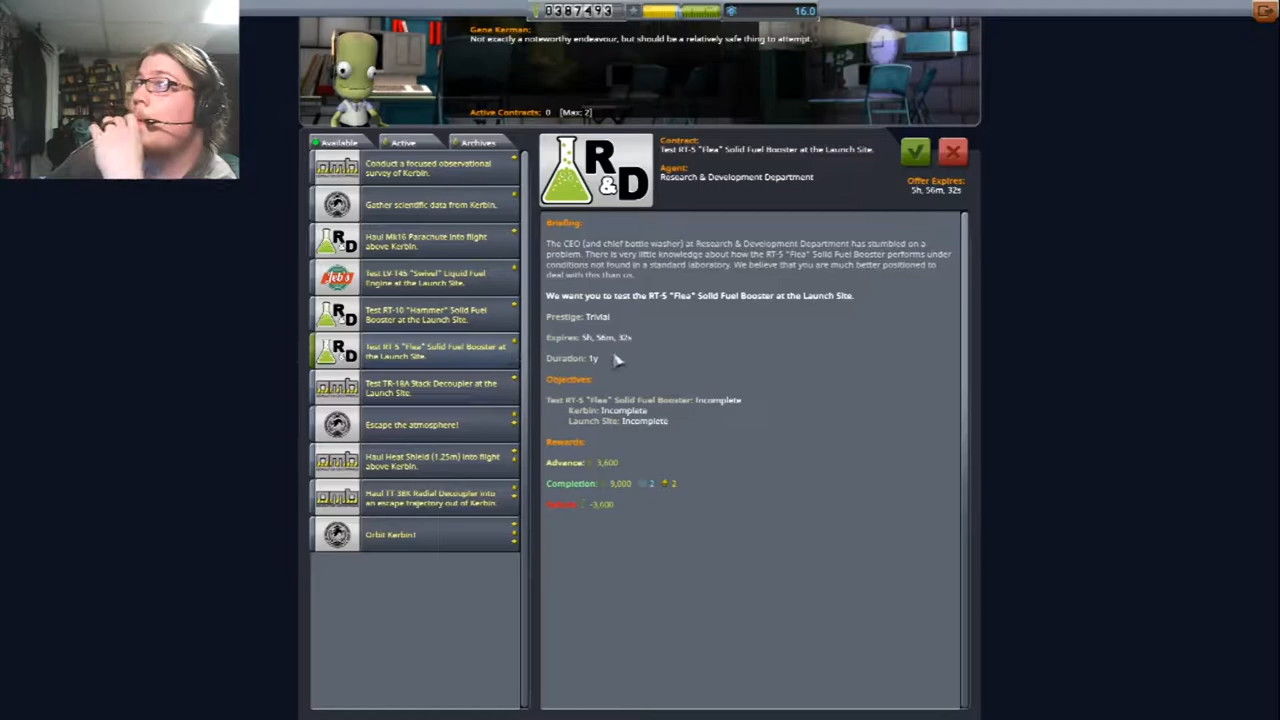 0387493
16.0
Gene Kerman:
Not exactly a noteworthy endeavour, but should be a relatively safe thing to attempt.
Active Contracts: 0 [Max: 2]
Available
Active
Archives
Conduct a focused observational
survey of Kerbin.
Gather scientific data from Kerbin.
Haul Mk16 Parachute into flight
above Kerbin.
Test LV-T45 "Swivel" Liquid Fuel
Engine at the Launch Site.
Test RT-10 "Hammer" Solid Fuel
Booster at the Launch Site.
Test RT-5 "Flea" Solid Fuel Booster at
the Launch Site.
Test TR-18A Stack Decoupler at the
Launch Site.
Escape the atmosphere!
Haul Heat Shield (1.25m) into flight
above Kerbin.
Haul TT-38K Radial Decoupler into
an escape trajectory out of Kerbin.
Orbit Kerbin!
R&D
R&D
R&D
Jeb's
R&D
Contract:
Test RT-5 "Flea" Solid Fuel Booster at the Launch Site.
Agent:
Research & Development Department
Offer Expires:
5h, 56m, 32s
Briefing:
The CEO (and chief bottle washer) at Research & Development Department has stumbled on a
problem. There is very little knowledge about how the RT-5 "Flea" Solid Fuel Booster performs under
conditions not found in a standard laboratory. We believe that you are much better positioned to
deal with this than us.
We want you to test the RT-5 "Flea" Solid Fuel Booster at the Launch Site.
Prestige: Trivial
Expires: 5h, 56m, 32s
Duration: 1y
Objectives:
Test RT-5 "Flea" Solid Fuel Booster: Incomplete
Kerbin: Incomplete
Launch Site: Incomplete
Rewards:
Advance: 3,600
Completion: 9,000 2 2
-3,600